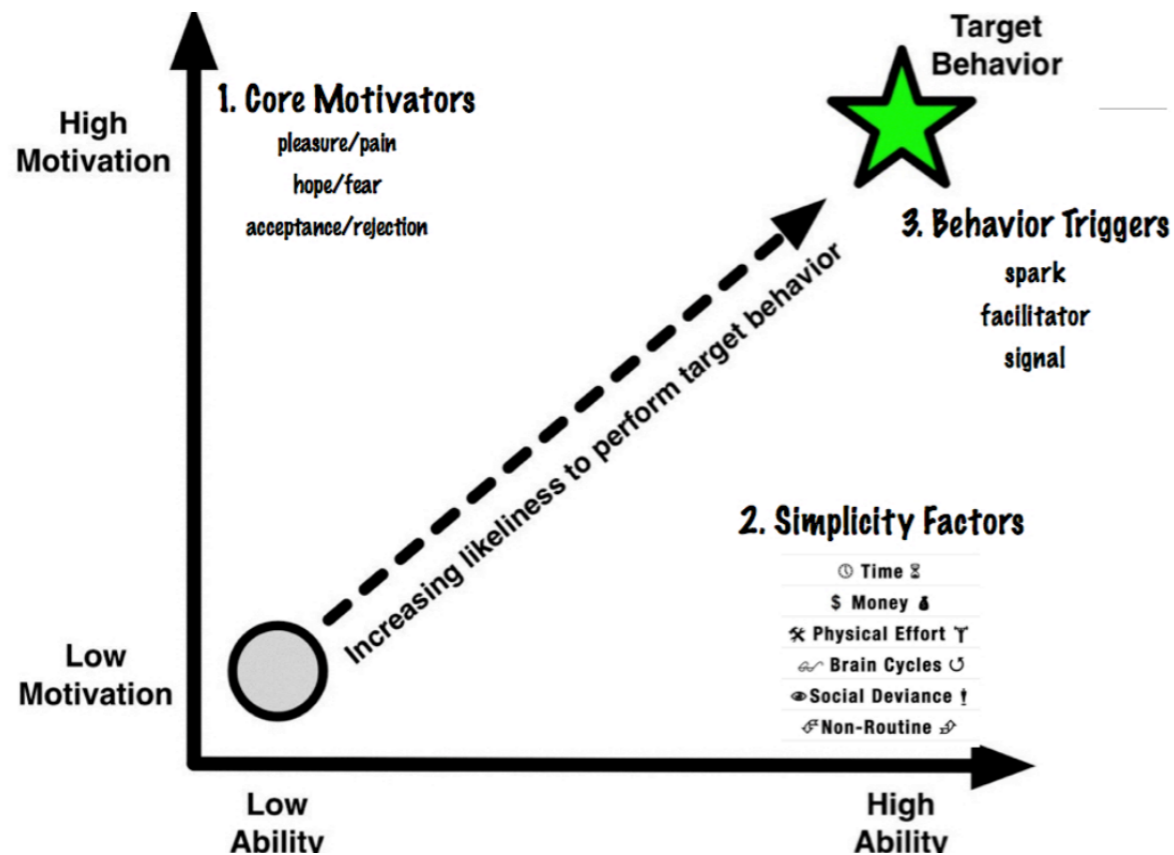 Target
Behavior
High
Motivation
1. Core Motivators
pleasure/pain
hope/fear
acceptance/rejection
3. Behavior Triggers
spark
facilitator
signal
Increasing likeliness to perform target behavior
2. Simplicity Factors
Time
$ Money
Physical Effort
Brain Cycles
Social Deviance
Non-Routine
Low
Motivation
Low
Ability
High
Ability